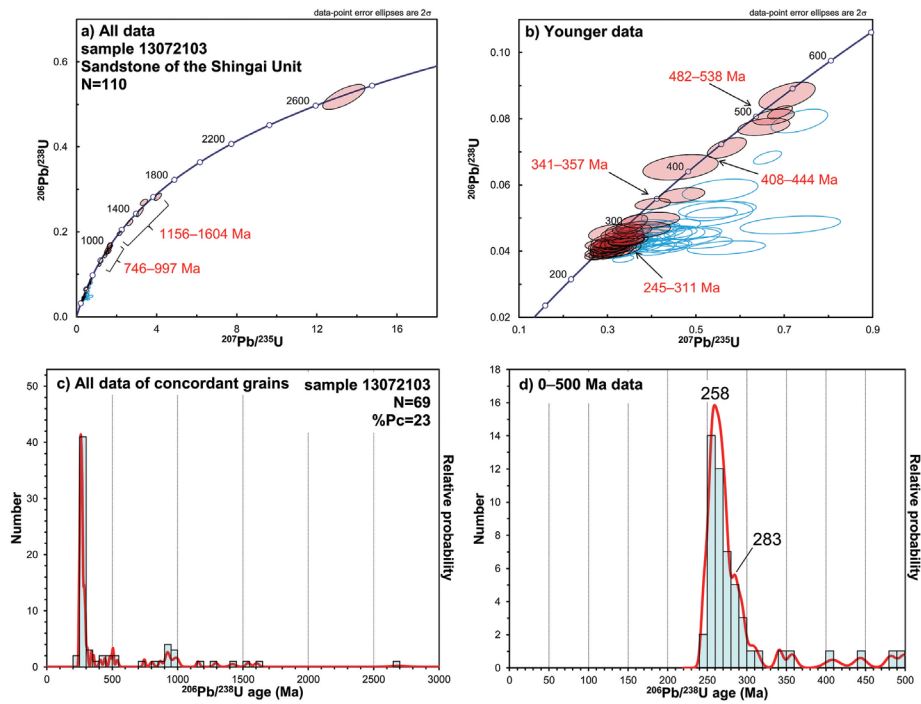 data-point error ellipses are 2σ
a) All data
sample 13072103
Sandstone of the Shingai Unit
N=110
2600
2200
1800
1400
1000
1156–1604 Ma
746–997 Ma
0.6
0.4
0.2
0.0
0 4 8 12 16
206Pb/238U
207Pb/235U
data-point error ellipses are 2σ
b) Younger data
600
482–538 Ma
500
400
341–357 Ma
408–444 Ma
300
245–311 Ma
200
0.10
0.08
0.06
0.04
0.02
0.1 0.3 0.5 0.7 0.9
206Pb/238U
207Pb/235U
c) All data of concordant grains
sample 13072103
N=69
%Pc=23
50
40
30
20
10
0
0 500 1000 1500 2000 2500 3000
Number
Relative probability
206Pb/238U age (Ma)
d) 0–500 Ma data
258
283
18
16
14
12
10
8
6
4
2
0
0 50 100 150 200 250 300 350 400 450 500
Number
Relative probability
206Pb/238U age (Ma)